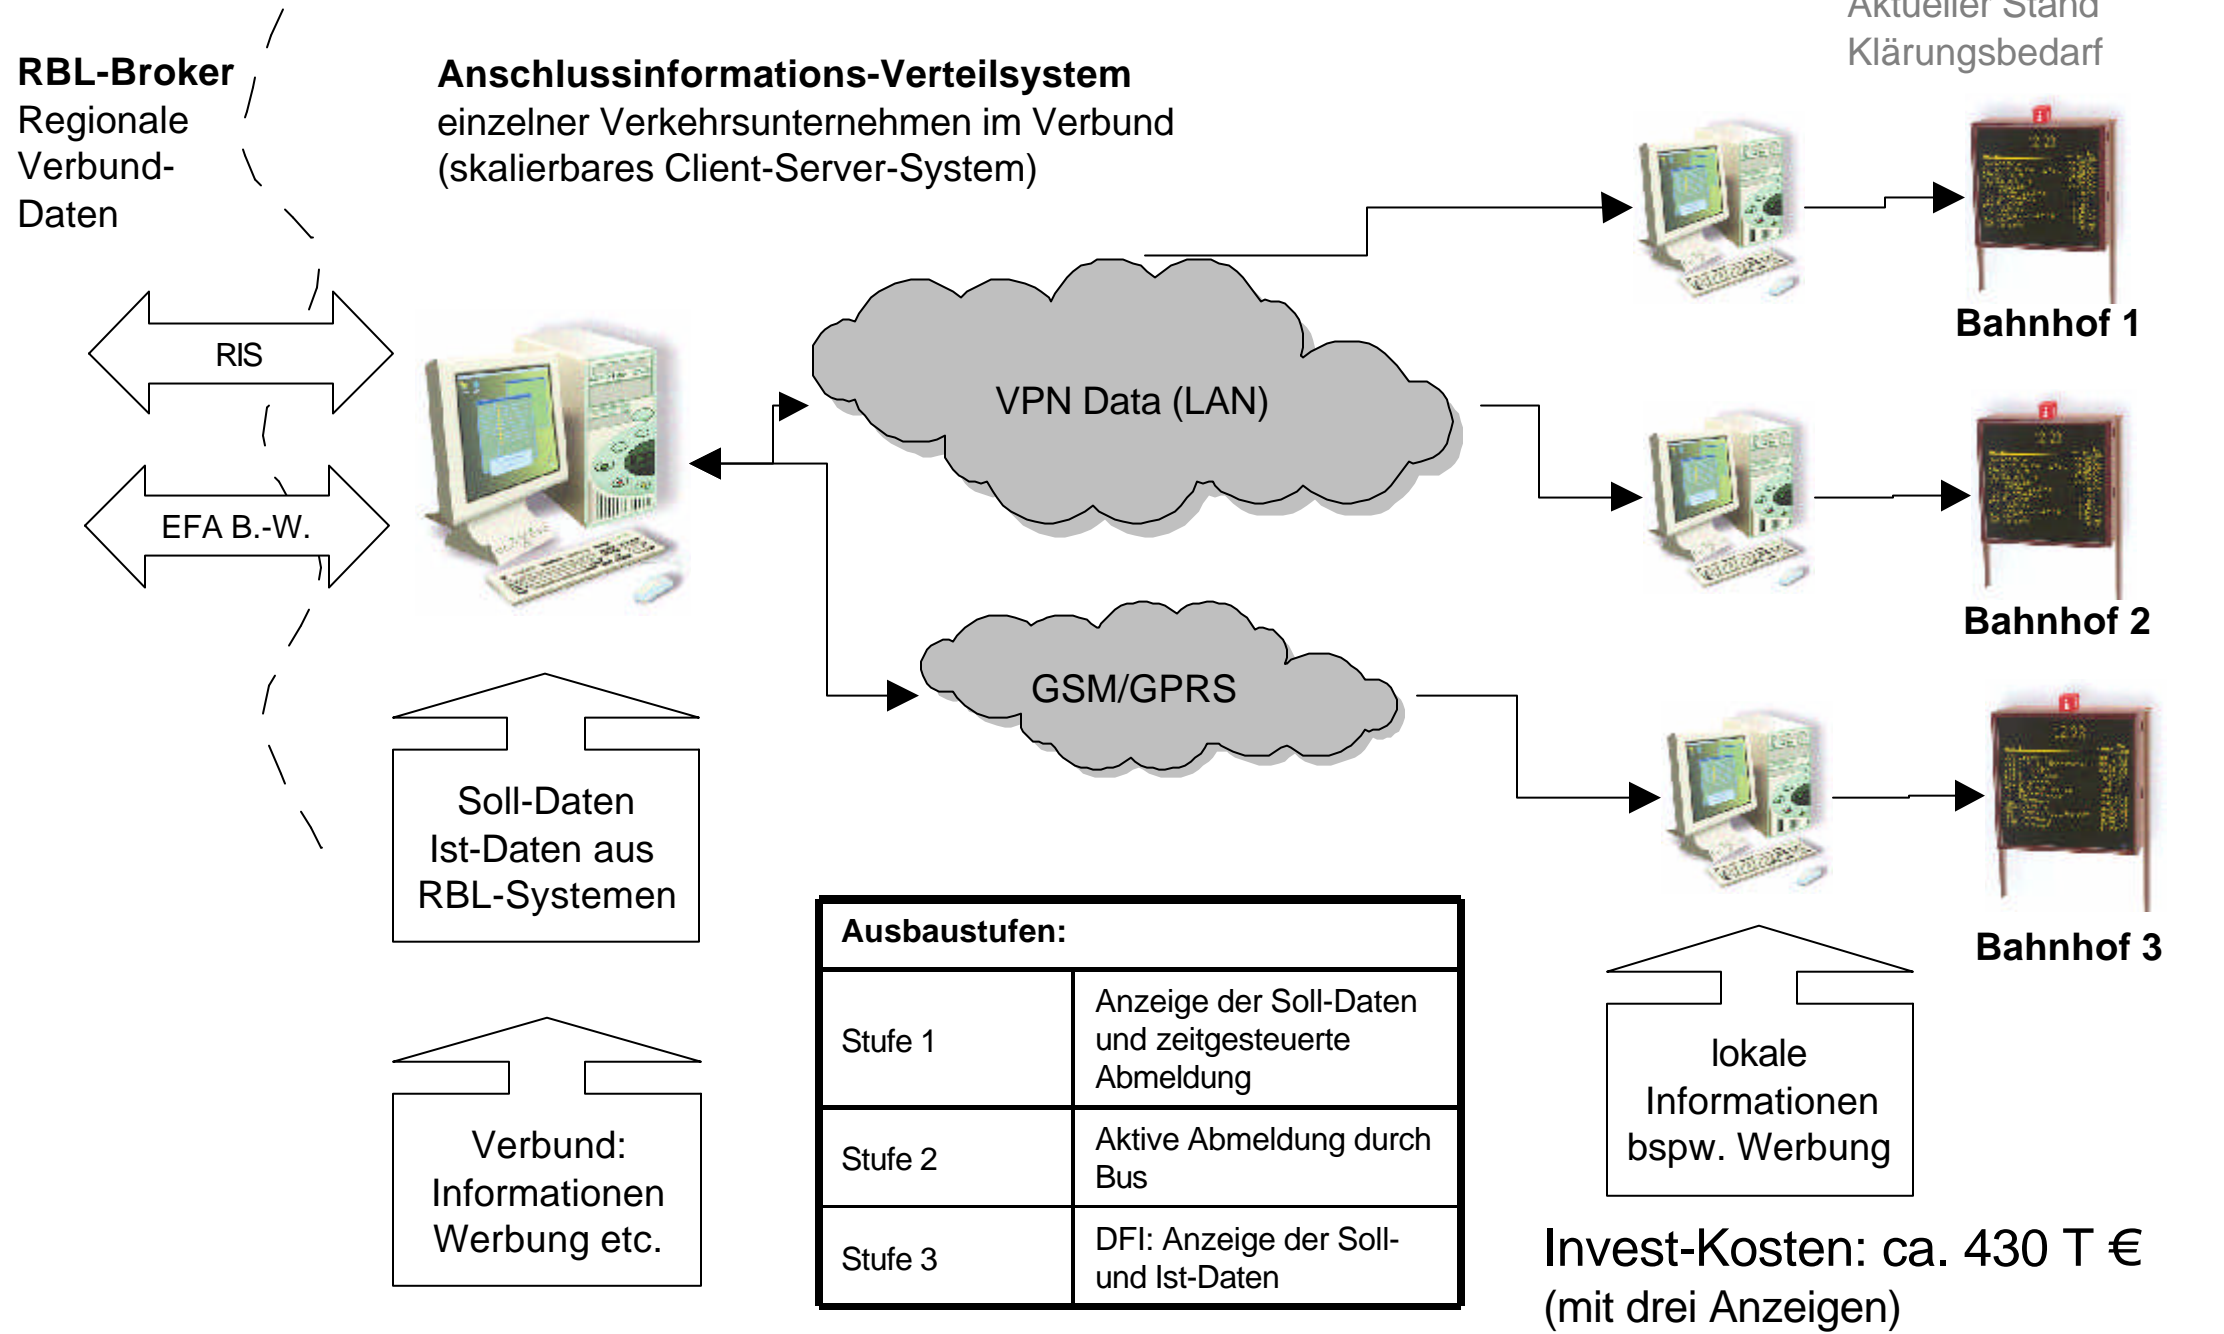 Aktueller Stand
Klärungsbedarf
RBL-Broker
Regionale
Verbund-
Daten
Anschlussinformations-Verteilsystem
einzelner Verkehrsunternehmen im Verbund
(skalierbares Client-Server-System)
Bahnhof 1
RIS
VPN Data (LAN)
EFA B.-W.
Bahnhof 2
GSM/GPRS
Soll-Daten
Ist-Daten aus
RBL-Systemen
Bahnhof 3
Ausbaustufen:
Stufe 1
Anzeige der Soll-Daten
und zeitgesteuerte
Abmeldung
Stufe 2
Aktive Abmeldung durch
Bus
Stufe 3
DFI: Anzeige der Soll-
und Ist-Daten
lokale
Informationen
bspw. Werbung
Verbund:
Informationen
Werbung etc.
Invest-Kosten: ca. 430 T €
(mit drei Anzeigen)